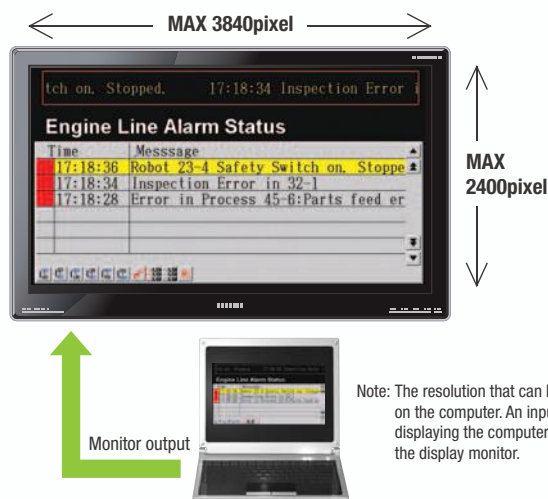 MAX 3840pixel
tch on. Stopped. 17:18:34 Inspection Error i
Engine Line Alarm Status
Time Messsage
17:18:36 Robot 23-4 Safety Switch on. Stoppe
17:18:34 Inspection Error in 32-1
17:18:28 Error in Process 45-6:Parts feed er
MAX
2400pixel
Monitor output
Engine Line Alarm Status
Note: The resolution that can
on the computer. An inpu
displaying the computer
the display monitor.